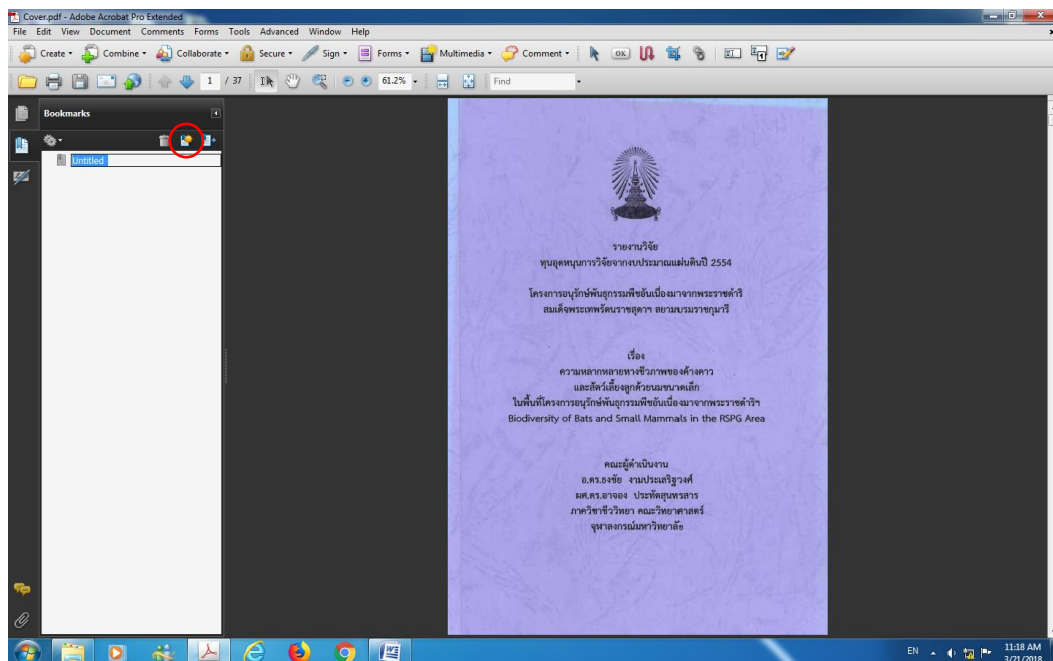 Cover.pdf - Adobe Acrobat Pro Extended
File Edit View Document Comments Forms Tools Advanced Window Help
Create Combine Collaborate Secure Sign Forms Multimedia Comment OK
1 / 37 61.2% Find
Bookmarks
Untitled
รายงานวิจัย
ทุนอุดหนุนการวิจัยจากงบประมาณแผ่นดินปี 2554
โครงการอนุรักษ์พันธุกรรมพืชอันเนื่องมาจากพระราชดำริ
สมเด็จพระเทพรัตนราชสุดาฯ สยามบรมราชกุมารี
เรื่อง
ความหลากหลายทางชีวภาพของค้างคาว
และสัตว์เลี้ยงลูกด้วยนมขนาดเล็ก
ในพื้นที่โครงการอนุรักษ์พันธุกรรมพืชอันเนื่องมาจากพระราชดำริฯ
Biodiversity of Bats and Small Mammals in the RSPG Area
คณะผู้ดำเนินงาน
อ.ดร.ธงชัย งามประเสริฐวงศ์
ผศ.ดร.อาจอง ประทัตสุนทรสาร
ภาควิชาชีววิทยา คณะวิทยาศาสตร์
จุฬาลงกรณ์มหาวิทยาลัย
EN 11:18 AM
3/21/2018